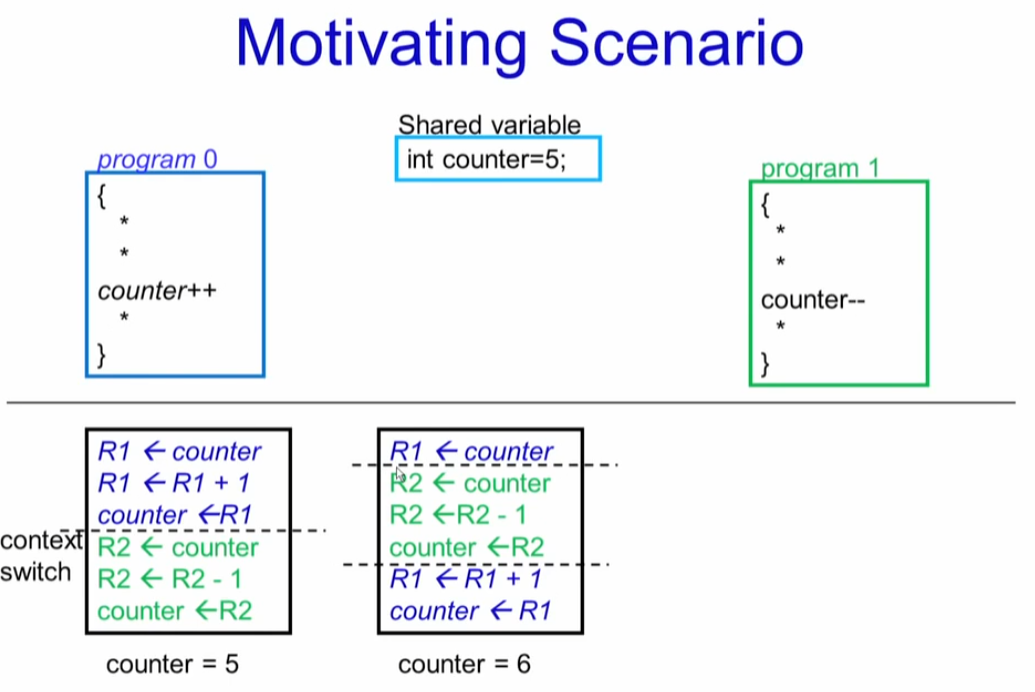 Motivating Scenario
Shared variable
int counter=5;
program 0
{
*
*
counter++
*
}
program 1
{
*
*
counter--
*
}
R1 ← counter
R1 ← R1 + 1
counter ←R1
context
switch
R2 ← counter
R2 ← R2 - 1
counter ←R2
counter = 5
R1 ← counter
R2 ← counter
R2 ←R2 - 1
counter ←R2
R1 ← R1 + 1
counter ← R1
counter = 6